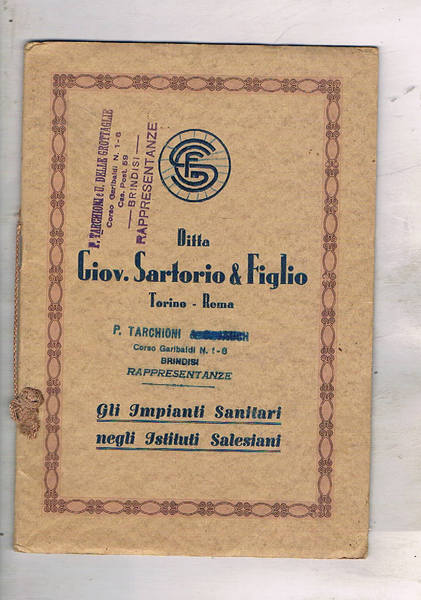 P. TARCHIONI & U. DELLE GROTTAGLIE
Corso Garibaldi N. 1-6
Cas. Post. 59
— BRINDISI —
RAPPRESENTANZE
Ditta
Giov. Sartorio & Figlio
Torino - Roma
P. TARCHIONI
Corso Garibaldi N. 1-6
BRINDISI
RAPPRESENTANZE
Gli Impianti Sanitari
negli Istituti Salesiani